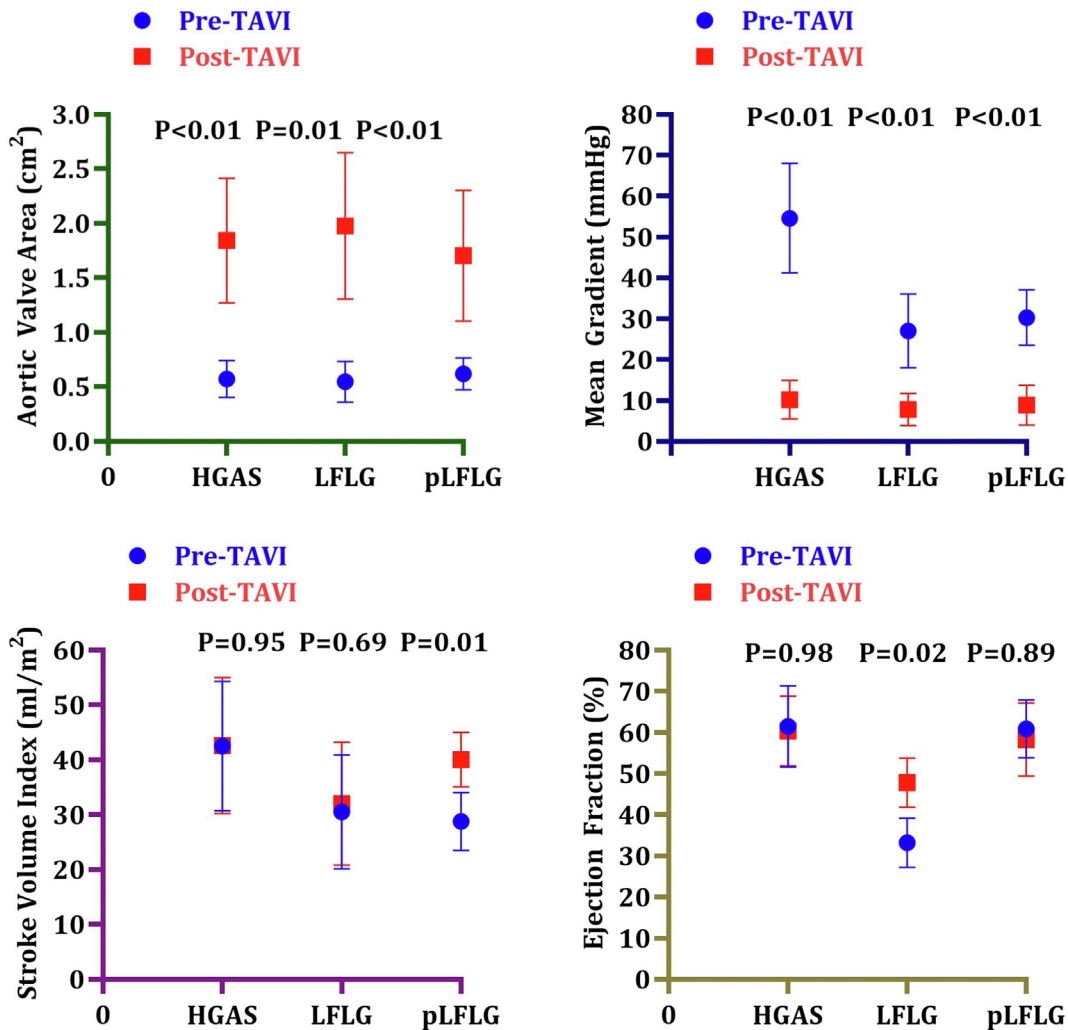 Pre-TAVI
Post-TAVI
P<0.01 P=0.01 P<0.01
Aortic Valve Area (cm²)
3.0
2.5
2.0
1.5
1.0
0.5
0.0
0 HGAS LFLG pLFLG
Pre-TAVI
Post-TAVI
P<0.01 P<0.01 P<0.01
Mean Gradient (mmHg)
80
70
60
50
40
30
20
10
0
HGAS LFLG pLFLG
Pre-TAVI
Post-TAVI
P=0.95 P=0.69 P=0.01
Stroke Volume Index (ml/m²)
60
50
40
30
20
10
0
0 HGAS LFLG pLFLG
Pre-TAVI
Post-TAVI
P=0.98 P=0.02 P=0.89
Ejection Fraction (%)
80
70
60
50
40
30
20
10
0
0 HGAS LFLG pLFLG